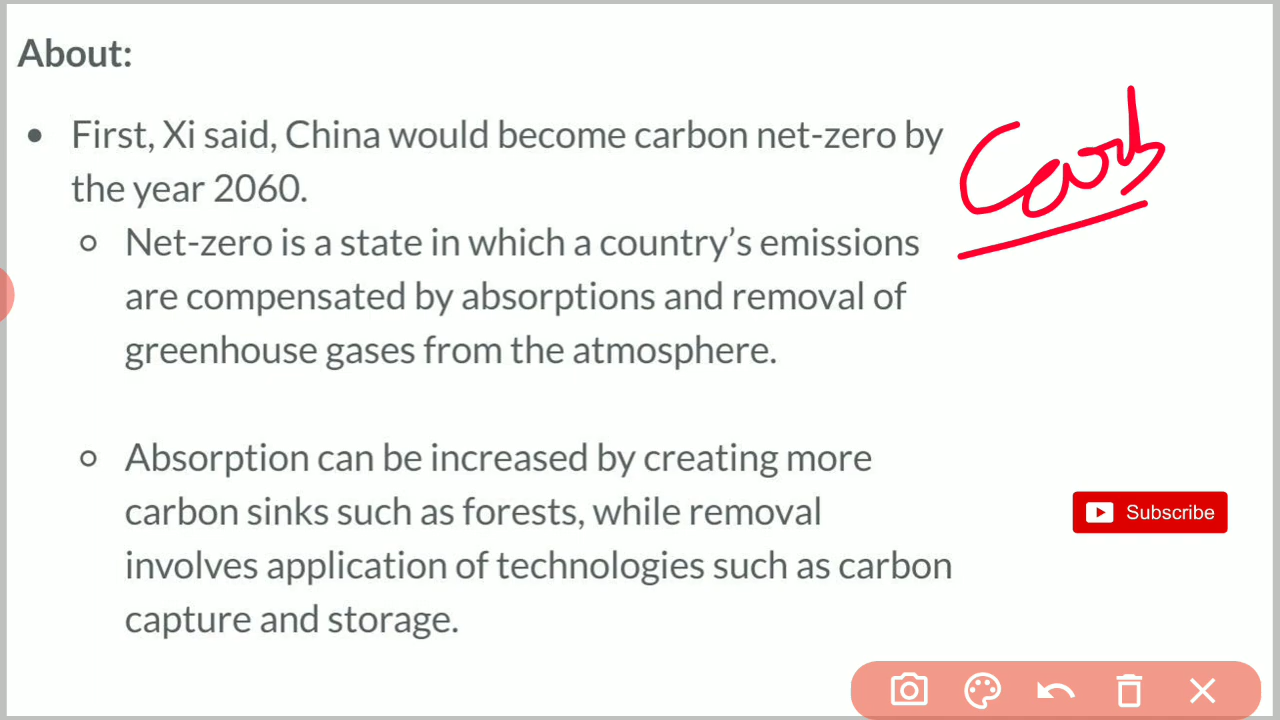 About:
• First, Xi said, China would become carbon net-zero by
the year 2060.
Carb
○ Net-zero is a state in which a country’s emissions
are compensated by absorptions and removal of
greenhouse gases from the atmosphere.
○ Absorption can be increased by creating more
carbon sinks such as forests, while removal
involves application of technologies such as carbon
capture and storage.
Subscribe